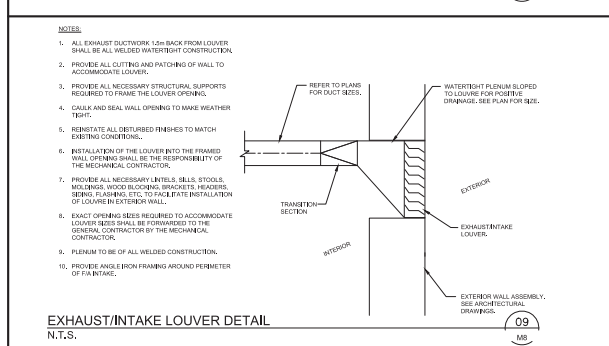 NOTES:
1. ALL EXHAUST DUCTWORK 1.5m BACK FROM LOUVER
SHALL BE ALL WELDED WATERTIGHT CONSTRUCTION.
2. PROVIDE ALL CUTTING AND PATCHING OF WALL TO
ACCOMMODATE LOUVER.
3. PROVIDE ALL NECESSARY STRUCTURAL SUPPORTS
REQUIRED TO FRAME THE LOUVER OPENING.
4. CAULK AND SEAL WALL OPENING TO MAKE WEATHER
TIGHT.
5. REINSTATE ALL DISTURBED FINISHES TO MATCH
EXISTING CONDITIONS..
6. INSTALLATION OF THE LOUVER INTO THE FRAMED
WALL OPENING SHALL BE THE RESPONSIBILITY OF
THE MECHANICAL CONTRACTOR.
7. PROVIDE ALL NECESSARY LINTELS, SILLS, STOOLS,
MOLDINGS, WOOD BLOCKING, BRACKETS, HEADERS,
SIDING, FLASHING, ETC, TO FACILITATE INSTALLATION
OF LOUVRE IN EXTERIOR WALL.
8. EXACT OPENING SIZES REQUIRED TO ACCOMMODATE
LOUVER SIZES SHALL BE FORWARDED TO THE
GENERAL CONTRACTOR BY THE MECHANICAL
CONTRACTOR.
9. PLENUM TO BE OF ALL WELDED CONSTRUCTION.
10. PROVIDE ANGLE IRON FRAMING AROUND PERIMETER
OF F/A INTAKE.
REFER TO PLANS
FOR DUCT SIZES.
WATERTIGHT PLENUM SLOPED
TO LOUVRE FOR POSITIVE
DRAINAGE. SEE PLAN FOR SIZE.
TRANSITION
SECTION
EXTERIOR
INTERIOR
EXHAUST/INTAKE
LOUVER.
EXTERIOR WALL ASSEMBLY.
SEE ARCHITECTURAL
DRAWINGS.
EXHAUST/INTAKE LOUVER DETAIL
N.T.S.
09
M8